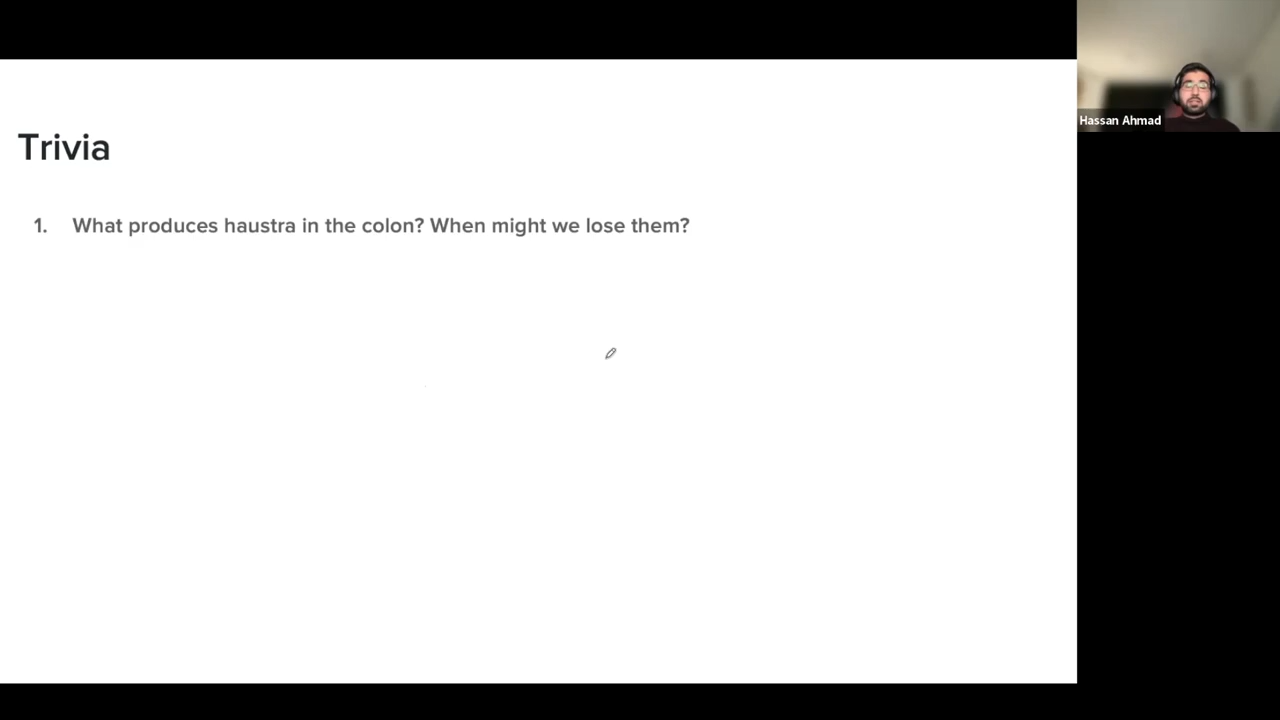 Trivia
1. What produces haustra in the colon? When might we lose them?
Hassan Ahmad